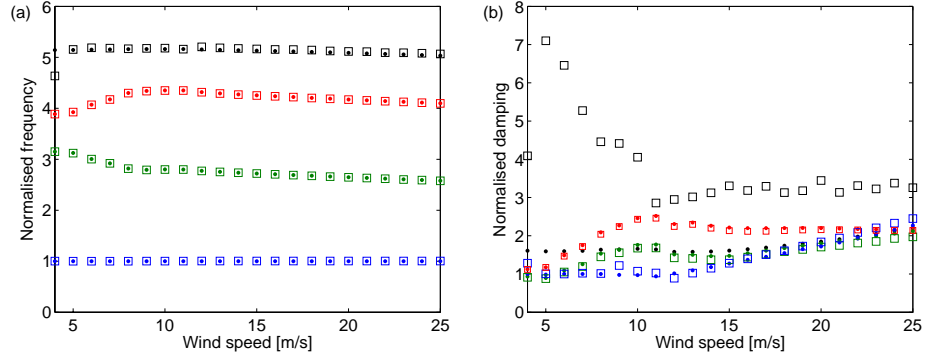 (a)
Normalised frequency
6
5
4
3
2
1
0
5 10 15 20 25
Wind speed [m/s]
(b)
Normalised damping
8
7
6
5
4
3
2
1
0
5 10 15 20 25
Wind speed [m/s]